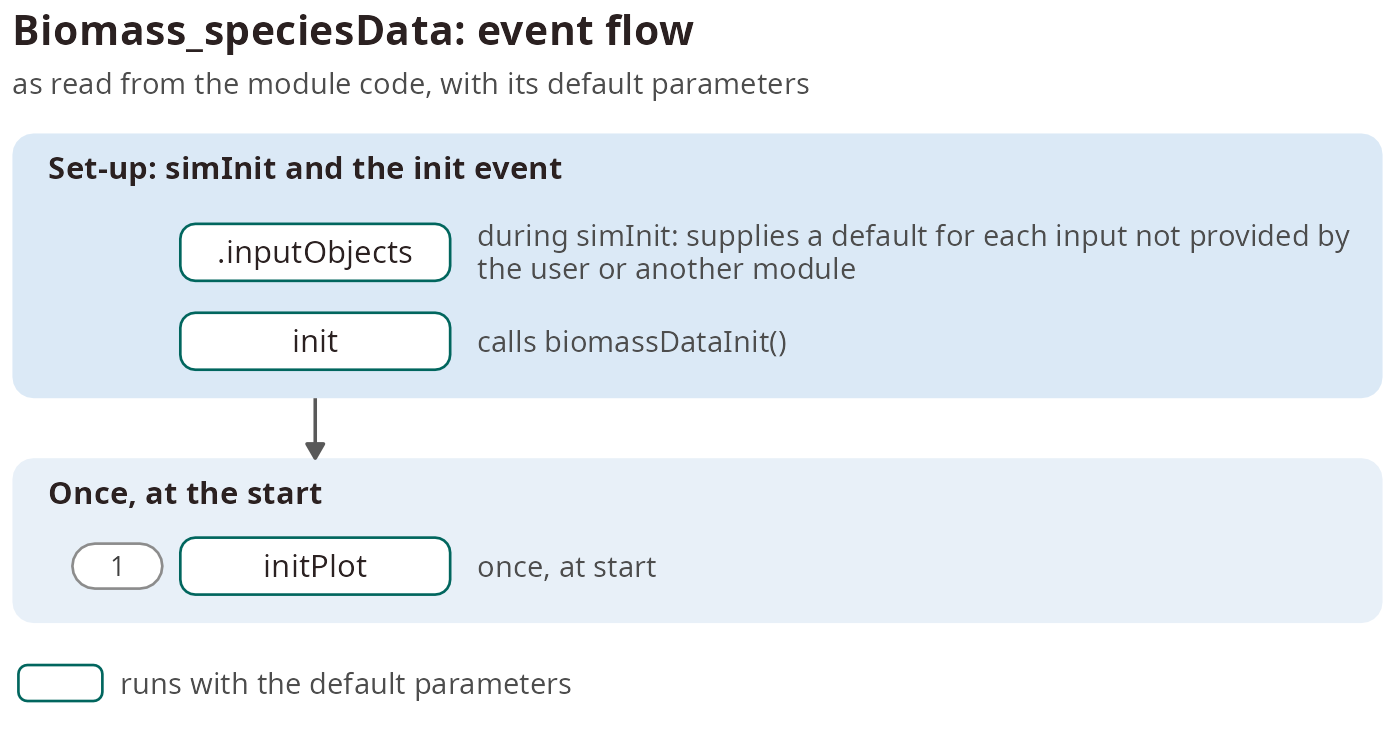 Biomass_speciesData: event flow
as read from the module code, with its default parameters
Set-up: simInit and the init event
.inputObjects
during simInit: supplies a default for each input not provided by
the user or another module
init
calls biomassDataInit()
Once, at the start
1
initPlot
once, at start
runs with the default parameters